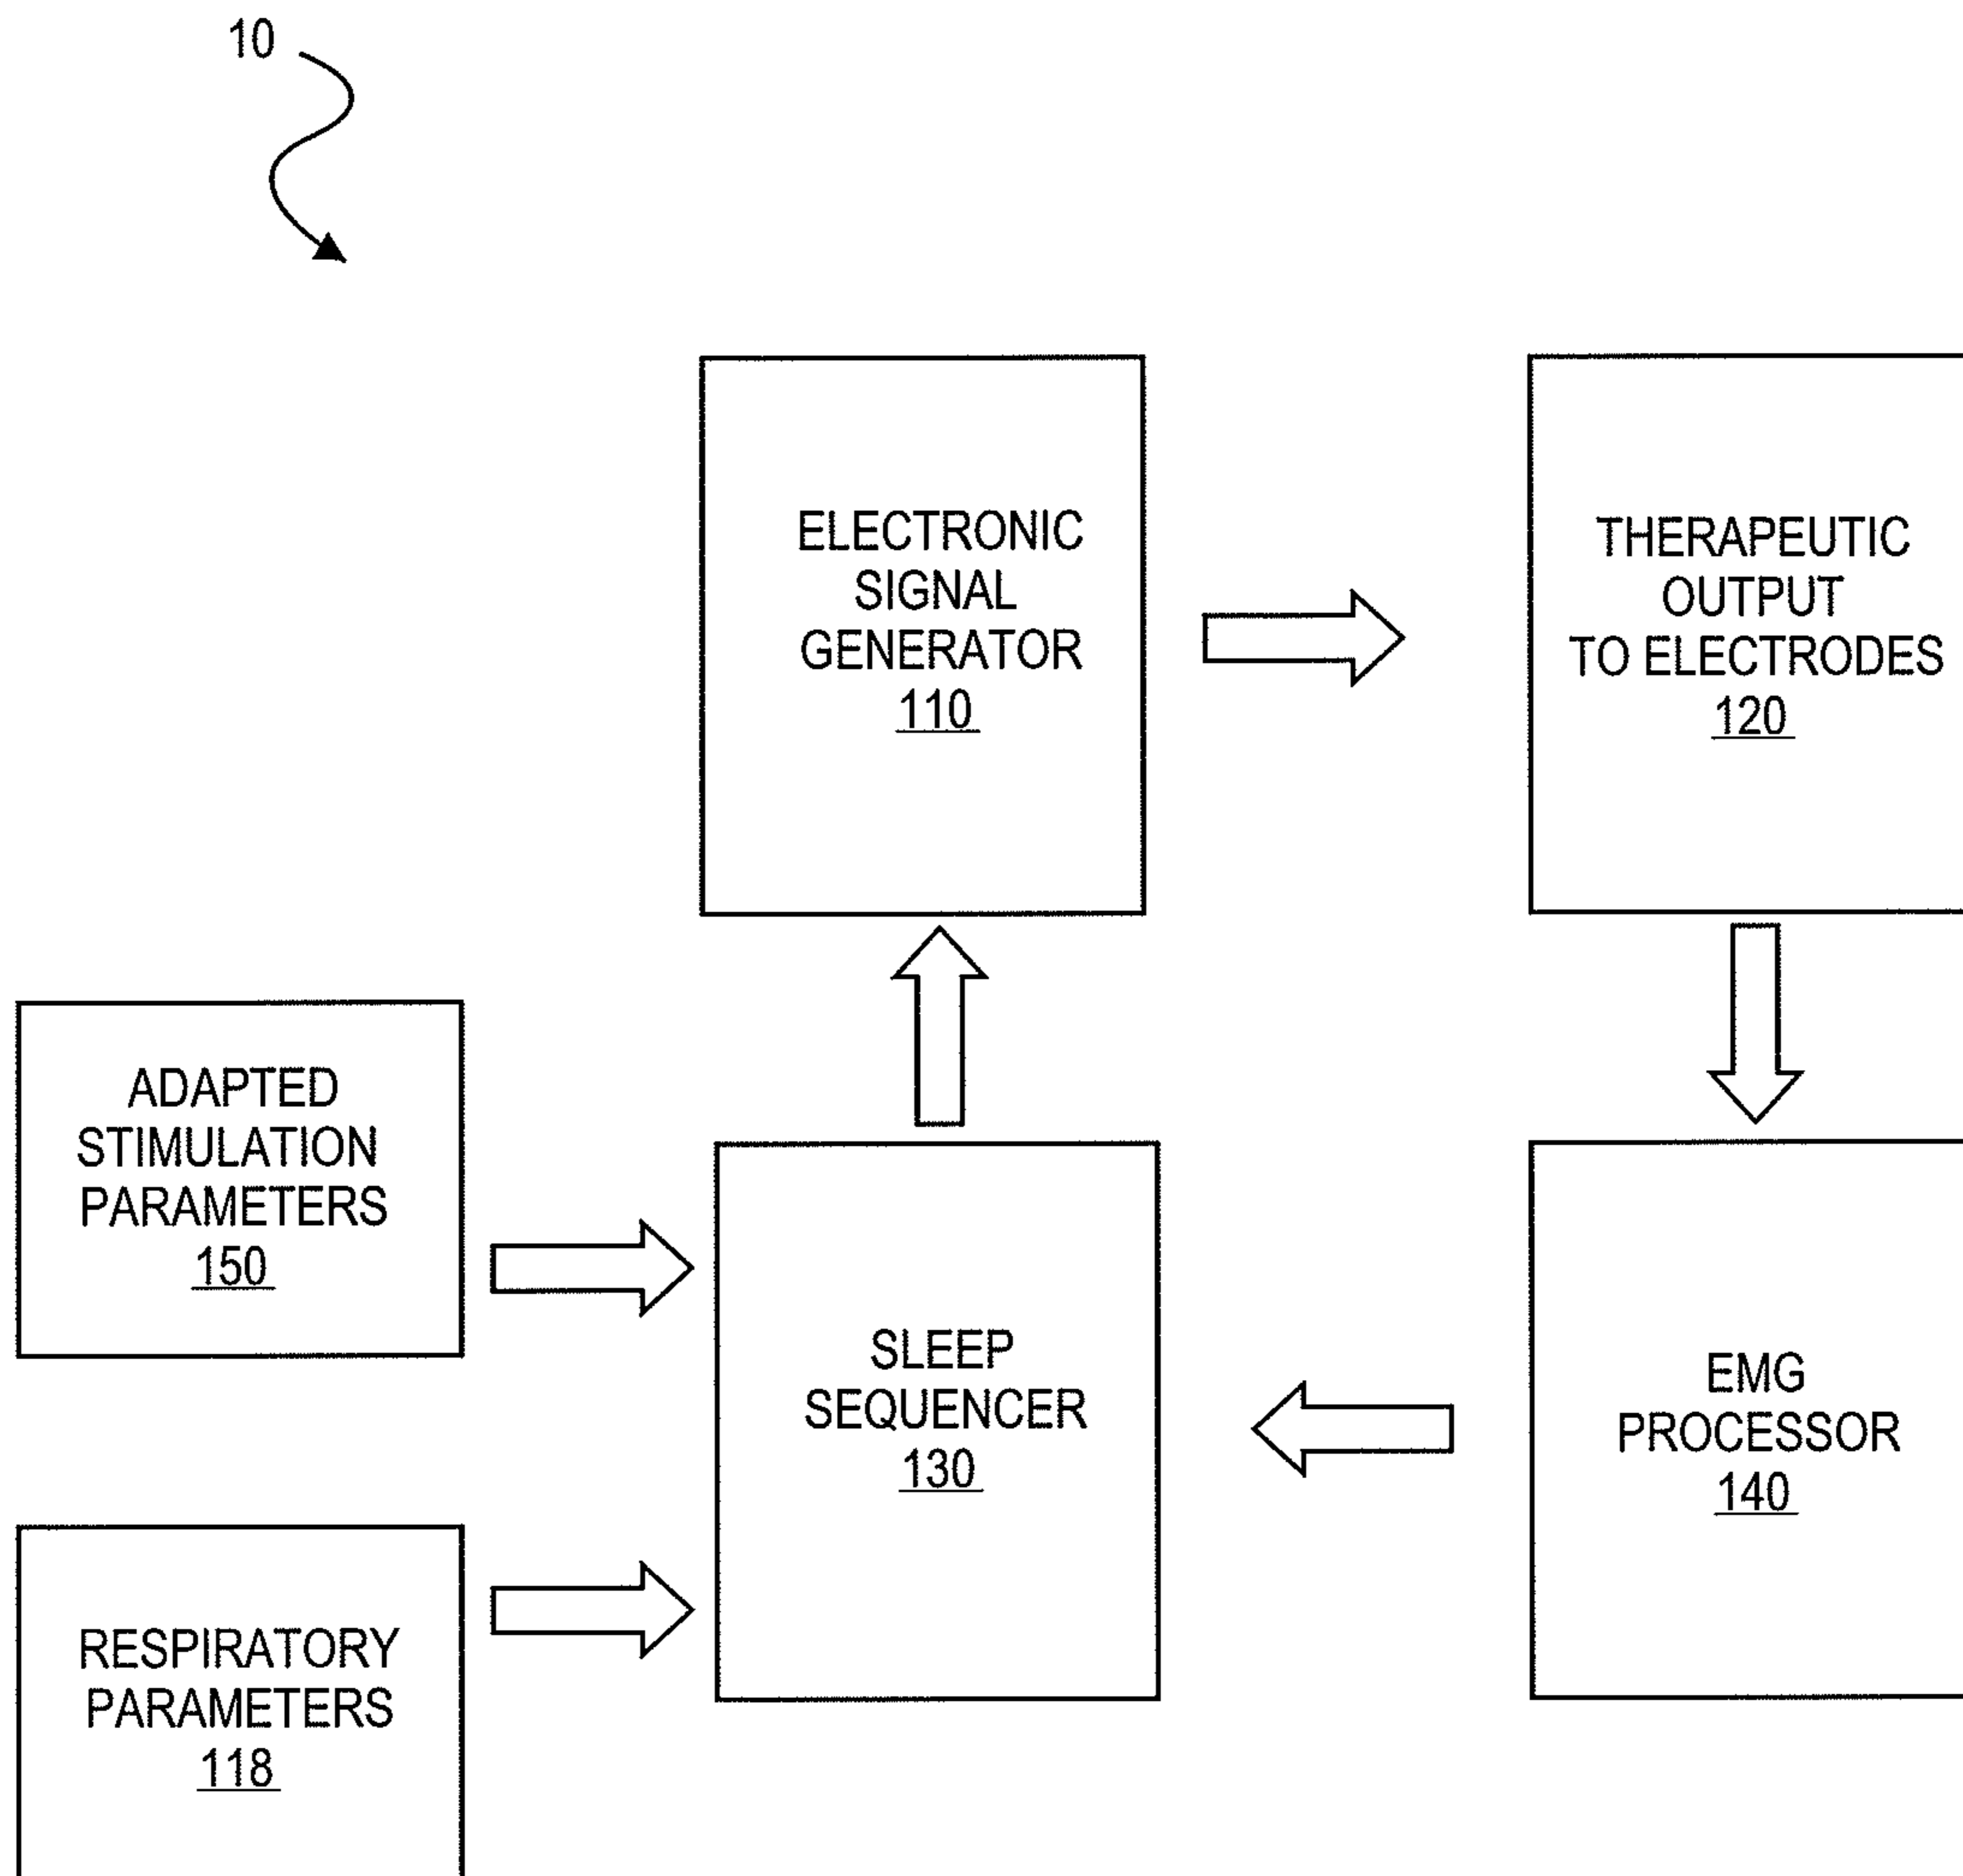 10
ELECTRONIC
SIGNAL
GENERATOR
110
THERAPEUTIC
OUTPUT
TO ELECTRODES
120
ADAPTED
STIMULATION
PARAMETERS
150
SLEEP
SEQUENCER
130
EMG
PROCESSOR
140
RESPIRATORY
PARAMETERS
118